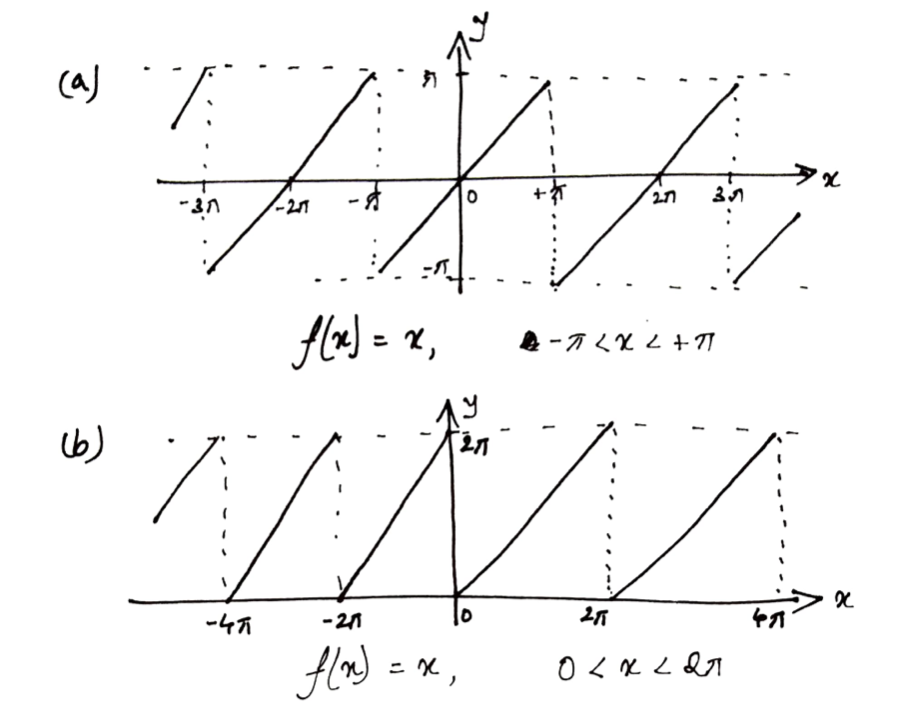 (a)
y
π
-3π -2π -π 0 +π 2π 3π x
-π
f(x) = x, -π < x < +π
(b)
y
2π
-4π -2π 0 2π 4π x
f(x) = x, 0 < x < 2π